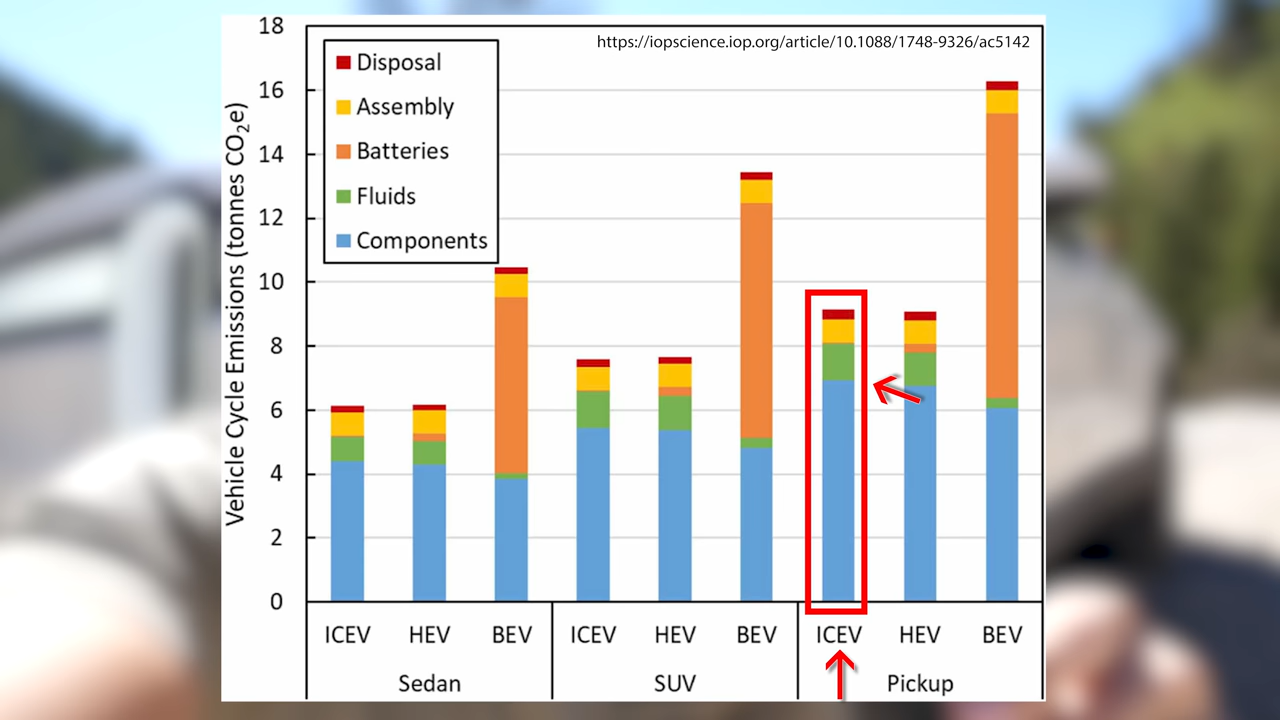 https://iopscience.iop.org/article/10.1088/1748-9326/ac5142
Vehicle Cycle Emissions (tonnes CO₂e)
18
16
14
12
10
8
6
4
2
0
Disposal
Assembly
Batteries
Fluids
Components
ICEV HEV BEV ICEV HEV BEV ICEV HEV BEV
Sedan SUV Pickup